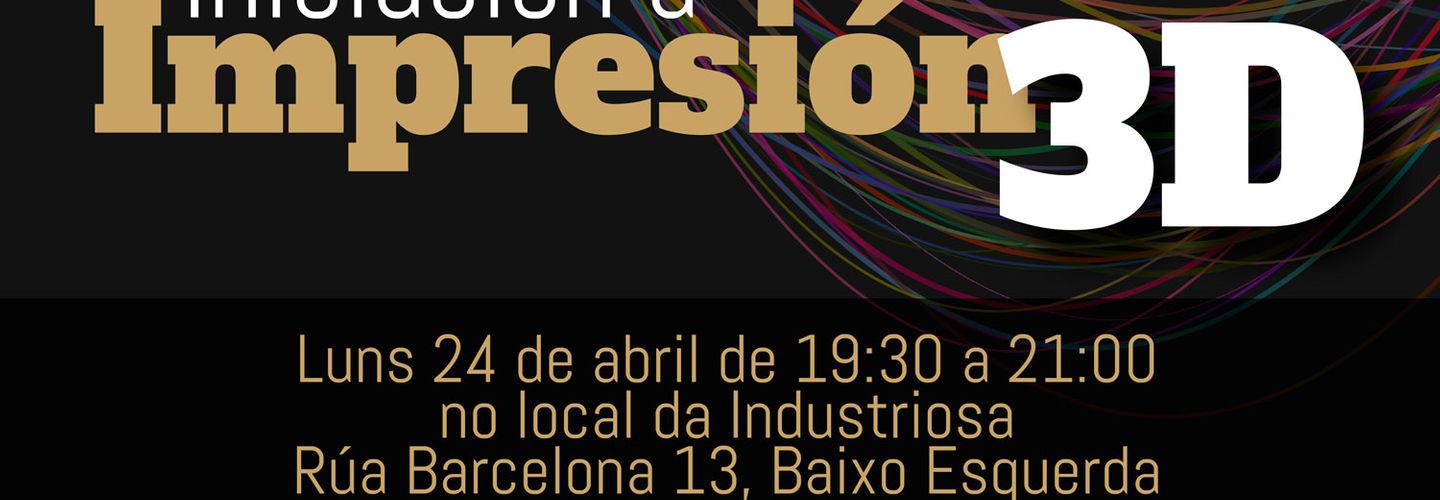 Iniciación a
Impresión 3D
Luns 24 de abril de 19:30 a 21:00
no local da Industriosa
Rúa Barcelona 13, Baixo Esquerda